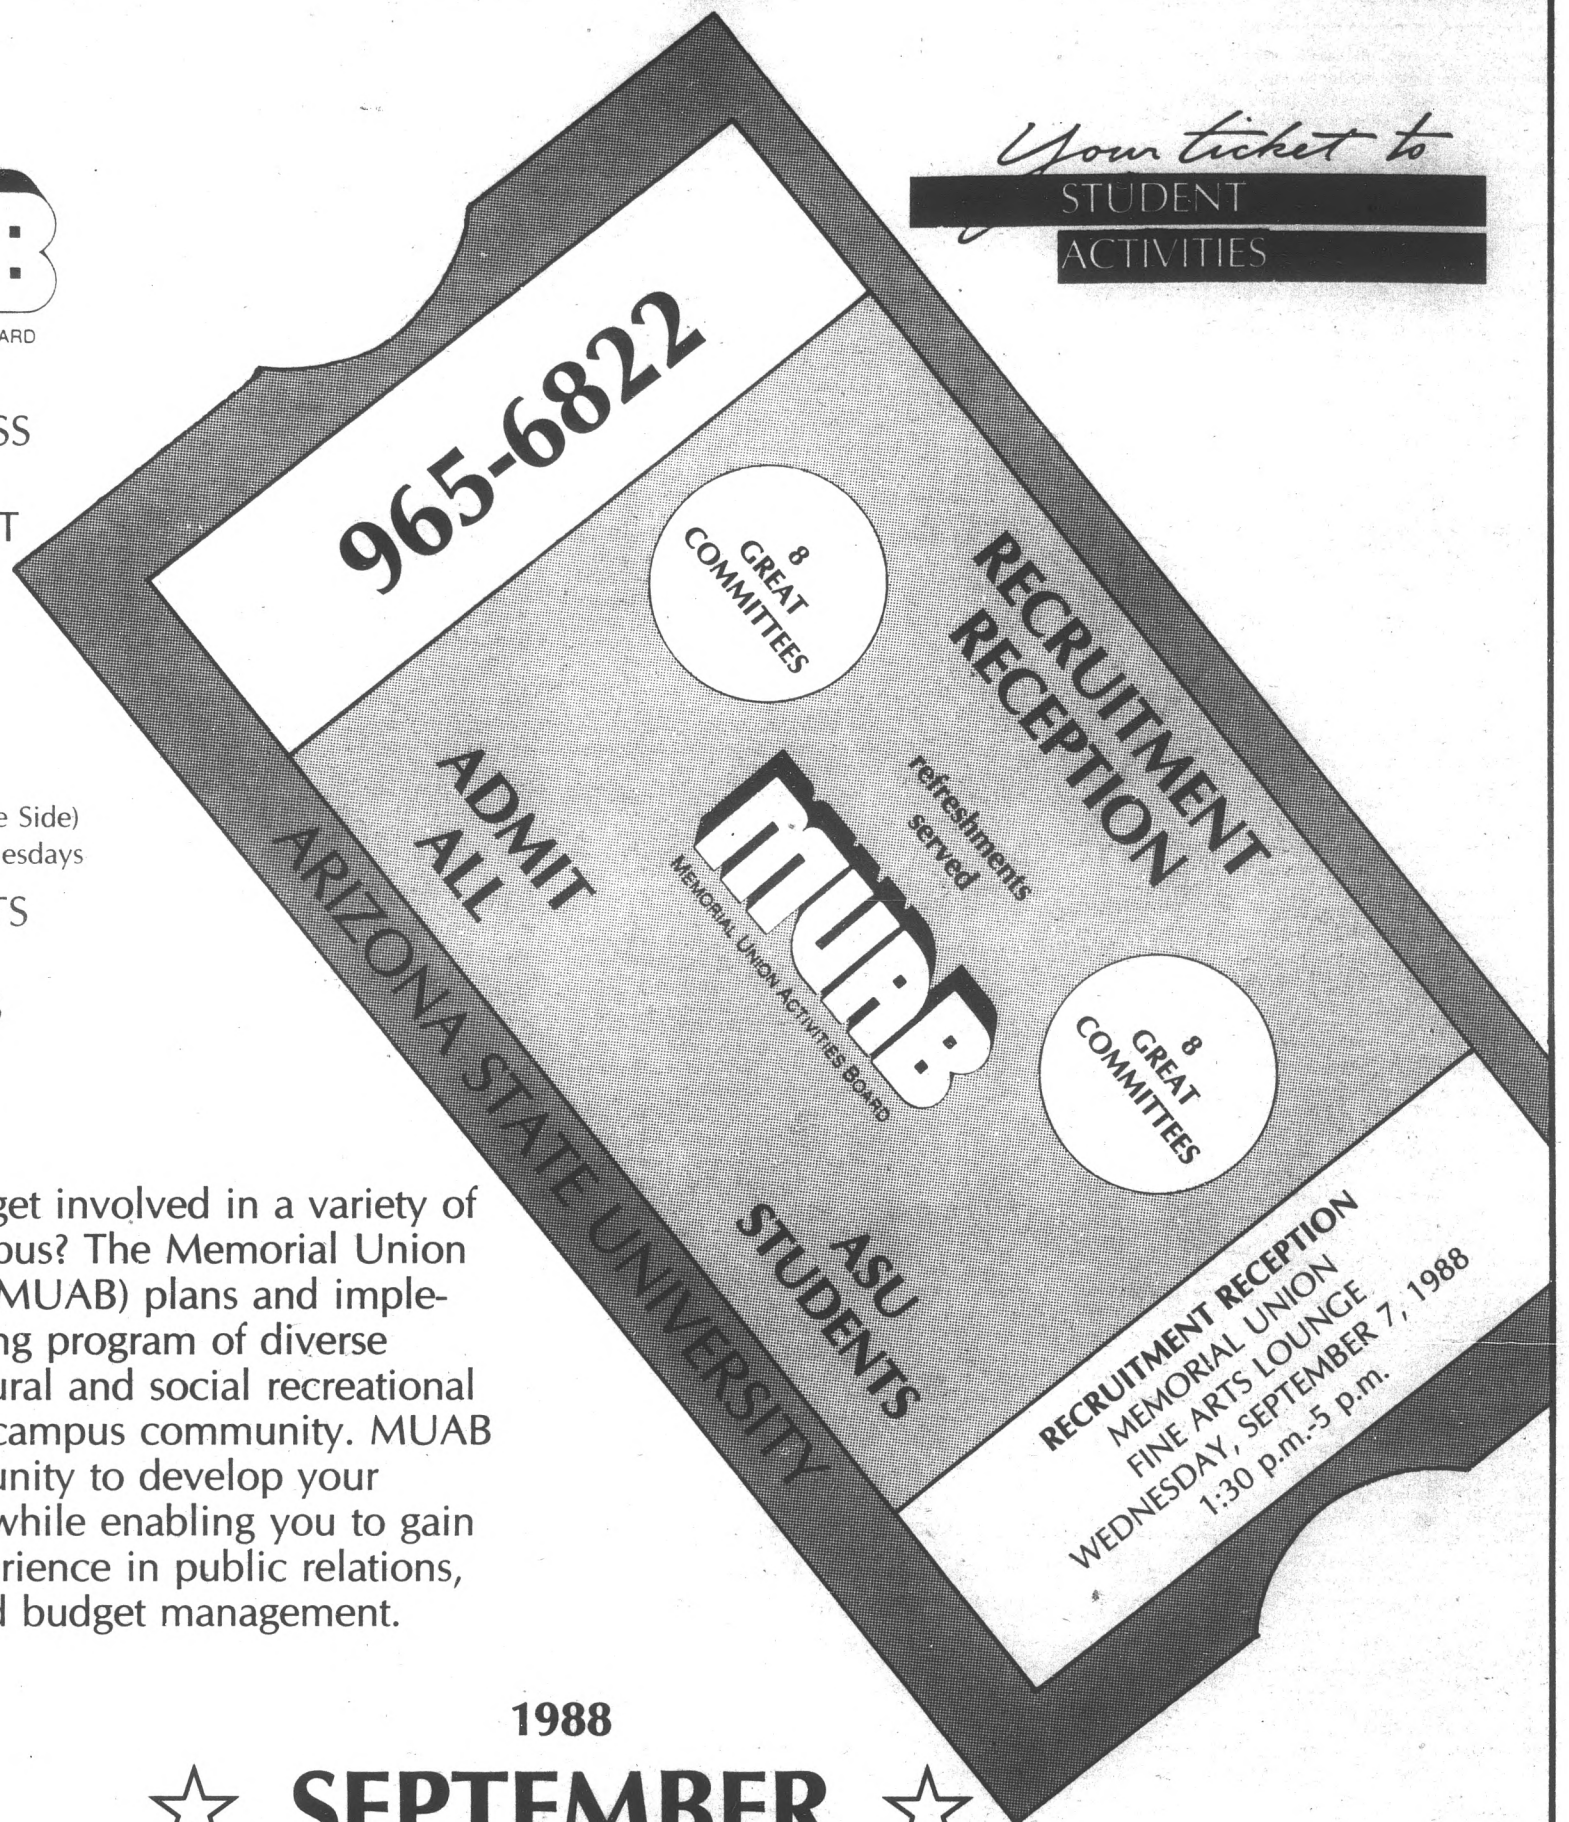 Your ticket to
STUDENT
ACTIVITIES
B
ARD
SS
T
e Side)
esdays
TS
965-6822
8
GREAT
COMMITTEES
RECRUITMENT
RECEPTION
refreshments
served
ADMIT
ALL
MUAB
MEMORIAL UNION ACTIVITIES BOARD
8
GREAT
COMMITTEES
ASU
STUDENTS
ARIZONA STATE UNIVERSITY
RECRUITMENT RECEPTION
MEMORIAL UNION
FINE ARTS LOUNGE
WEDNESDAY, SEPTEMBER 7, 1988
1:30 p.m.-5 p.m.
get involved in a variety of
pus? The Memorial Union
MUAB) plans and imple-
ng program of diverse
ural and social recreational
campus community. MUAB
unity to develop your
while enabling you to gain
rience in public relations,
d budget management.
1988
SEPTEMBER